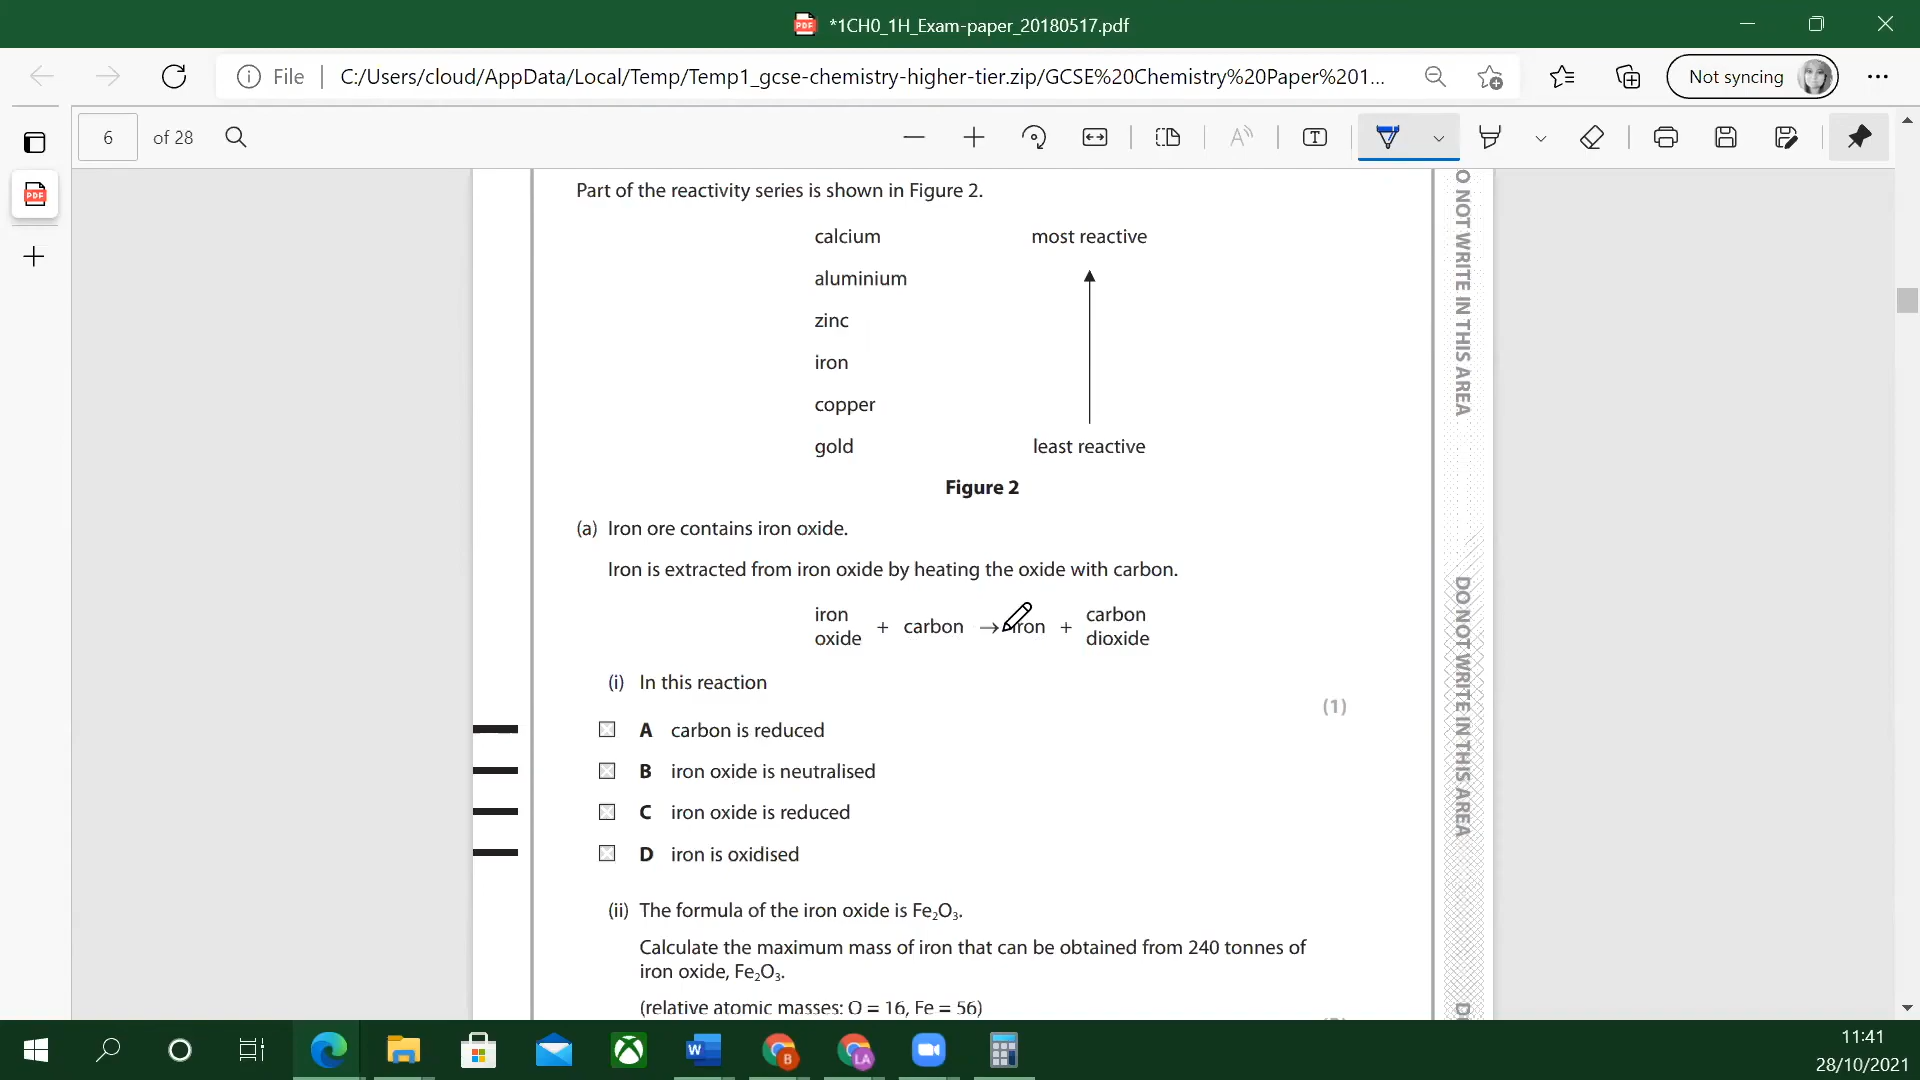 *1CH0_1H_Exam-paper_20180517.pdf
File
C:/Users/cloud/AppData/Local/Temp/Temp1_gcse-chemistry-higher-tier.zip/GCSE%20Chemistry%20Paper%201...
Not syncing
6 of 28
Part of the reactivity series is shown in Figure 2.
calcium most reactive
aluminium
zinc
iron
copper
gold least reactive
Figure 2
(a) Iron ore contains iron oxide.
Iron is extracted from iron oxide by heating the oxide with carbon.
iron oxide + carbon → iron + carbon dioxide
(i) In this reaction
(1)
A carbon is reduced
B iron oxide is neutralised
C iron oxide is reduced
D iron is oxidised
(ii) The formula of the iron oxide is Fe₂O₃.
Calculate the maximum mass of iron that can be obtained from 240 tonnes of
iron oxide, Fe₂O₃.
(relative atomic masses: O = 16, Fe = 56)
O NOT WRITE IN THIS AREA
DO NOT WRITE IN THIS AREA
D
11:41
28/10/2021